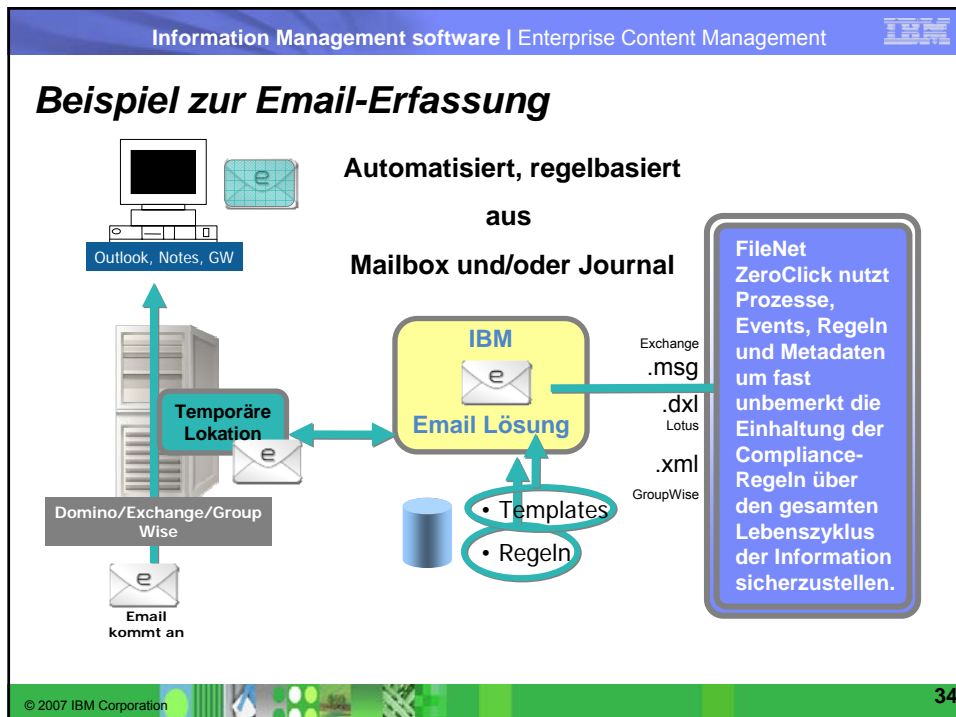 Information Management software | Enterprise Content Management
IBM
Beispiel zur Email-Erfassung
Automatisiert, regelbasiert
aus
Mailbox und/oder Journal
e
Outlook, Notes, GW
Temporäre
Lokation
e
Domino/Exchange/Group
Wise
e
Email
kommt an
IBM
e
Email Lösung
• Templates
• Regeln
Exchange
.msg
.dxl
Lotus
.xml
GroupWise
FileNet
ZeroClick nutzt
Prozesse,
Events, Regeln
und Metadaten
um fast
unbemerkt die
Einhaltung der
Compliance-
Regeln über
den gesamten
Lebenszyklus
der Information
sicherzustellen.
© 2007 IBM Corporation
34